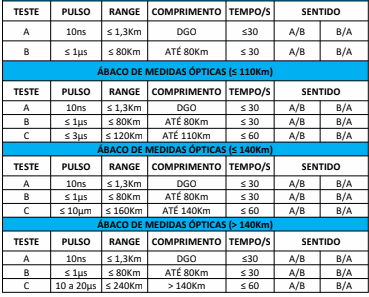 TESTE PULSO RANGE COMPRIMENTO TEMPO/S SENTIDO
A 10ns ≤ 1,3Km DGO ≤30 A/B B/A
B ≤ 1µs ≤ 80Km ATÉ 80Km ≤ 30 A/B B/A
ÁBACO DE MEDIDAS ÓPTICAS (≤ 110Km)
TESTE PULSO RANGE COMPRIMENTO TEMPO/S SENTIDO
A 10ns ≤ 1,3Km DGO ≤ 30 A/B B/A
B ≤ 1µs ≤ 80Km ATÉ 80Km ≤ 30 A/B B/A
C ≤ 3µs ≤ 120Km ATÉ 110Km ≤ 60 A/B B/A
ÁBACO DE MEDIDAS ÓPTICAS (≤ 140Km)
TESTE PULSO RANGE COMPRIMENTO TEMPO/S SENTIDO
A 10ns ≤ 1,3Km DGO ≤ 30 A/B B/A
B ≤ 1µs ≤ 80Km ATÉ 80Km ≤ 30 A/B B/A
C ≤ 10µm ≤ 160Km ATÉ 140Km ≤ 60 A/B B/A
ÁBACO DE MEDIDAS ÓPTICAS (> 140Km)
TESTE PULSO RANGE COMPRIMENTO TEMPO/S SENTIDO
A 10ns ≤ 1,3Km DGO ≤30 A/B B/A
B ≤ 1µs ≤ 80Km ATÉ 80Km ≤ 30 A/B B/A
C 10 a 20µs ≤ 240Km > 140Km ≤ 60 A/B B/A